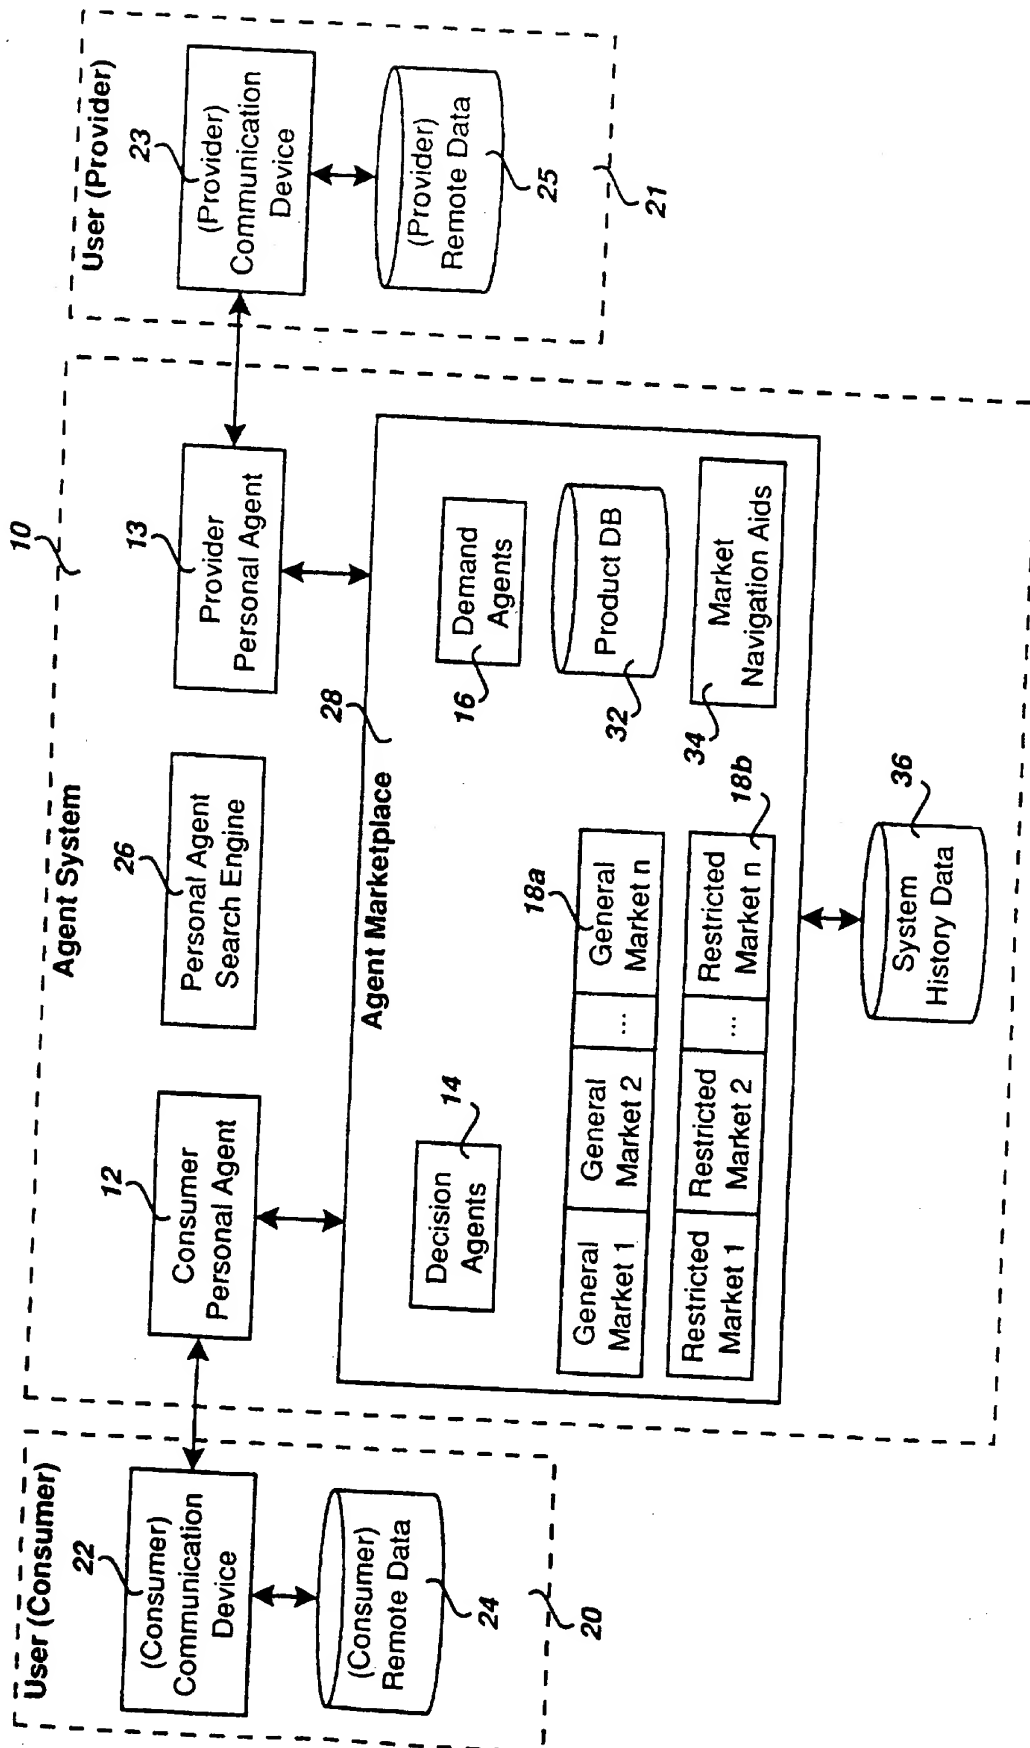 User (Consumer)
22
(Consumer)
Communication
Device
(Consumer)
Remote Data
24
20
Agent System
10
12
Consumer
Personal Agent
26
Personal Agent
Search Engine
13
Provider
Personal Agent
Agent Marketplace
28
Decision
Agents
14
Demand
Agents
16
18a
General
Market 1
General
Market 2
....
General
Market n
Restricted
Market 1
Restricted
Market 2
....
Restricted
Market n
18b
Product DB
32
Market
Navigation Aids
34
System
History Data
36
User (Provider)
23
(Provider)
Communication
Device
(Provider)
Remote Data
25
21